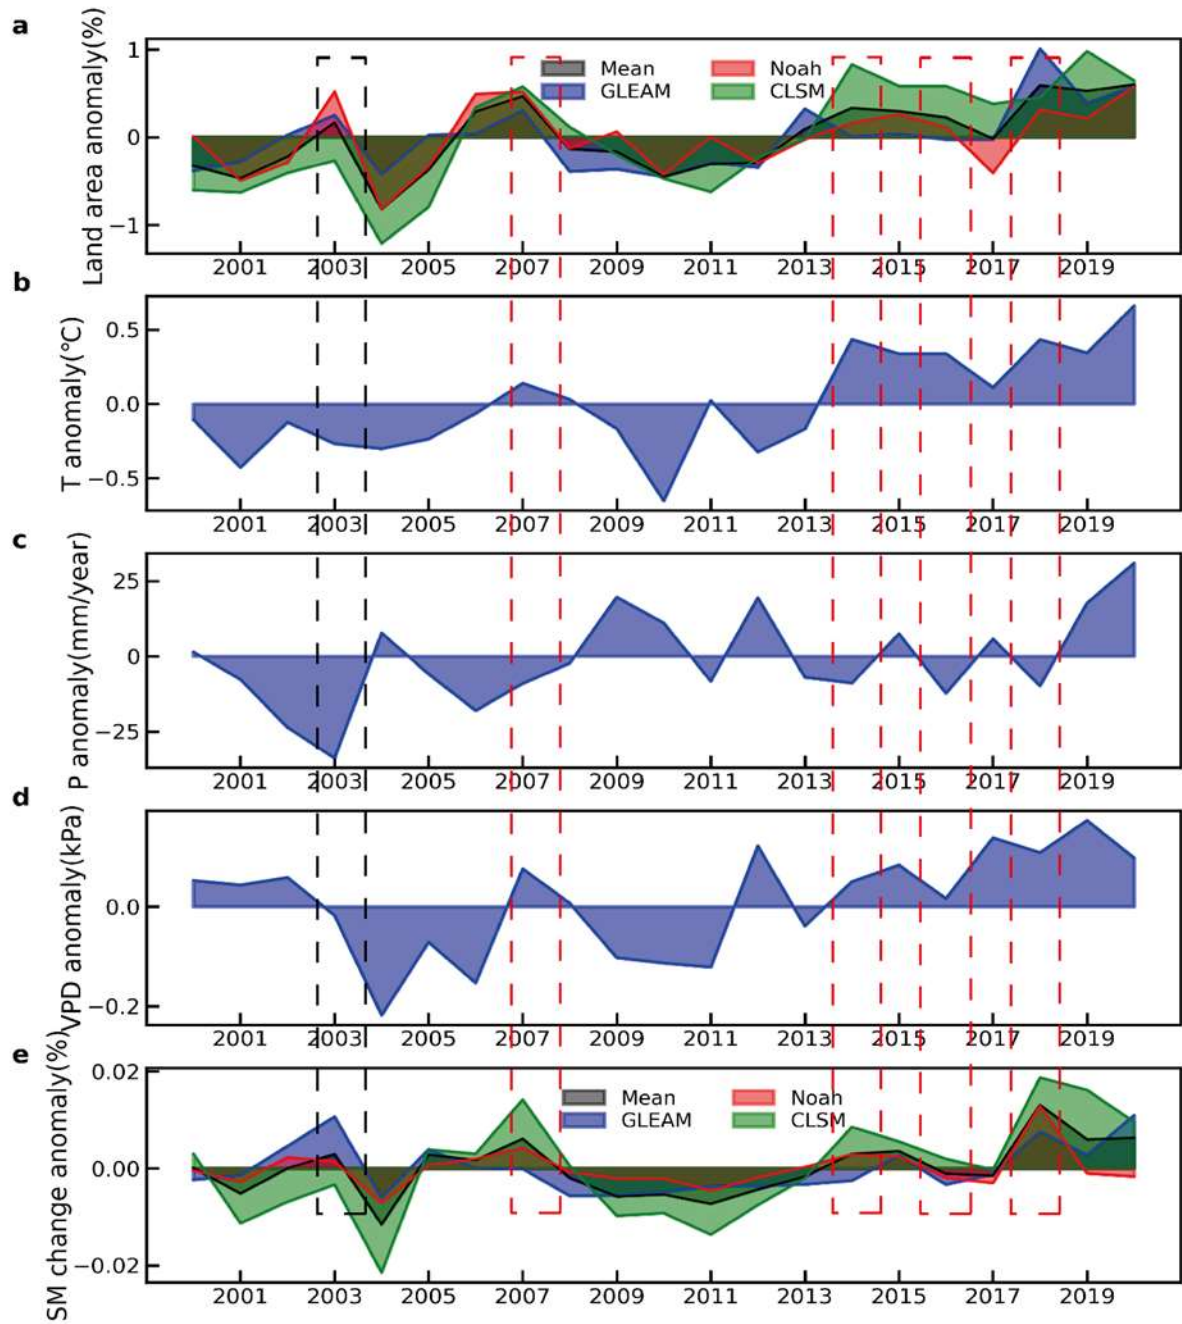 a
Land area anomaly(%)
1
0
−1
Mean
Noah
GLEAM
CLSM
2001 2003 2005 2007 2009 2011 2013 2015 2017 2019
b
T anomaly(°C)
0.5
0.0
−0.5
2001 2003 2005 2007 2009 2011 2013 2015 2017 2019
c
P anomaly(mm/year)
25
0
−25
2001 2003 2005 2007 2009 2011 2013 2015 2017 2019
d
VPD anomaly(kPa)
0.0
−0.2
2001 2003 2005 2007 2009 2011 2013 2015 2017 2019
e
SM change anomaly(%)
0.02
0.00
−0.02
Mean
Noah
GLEAM
CLSM
2001 2003 2005 2007 2009 2011 2013 2015 2017 2019